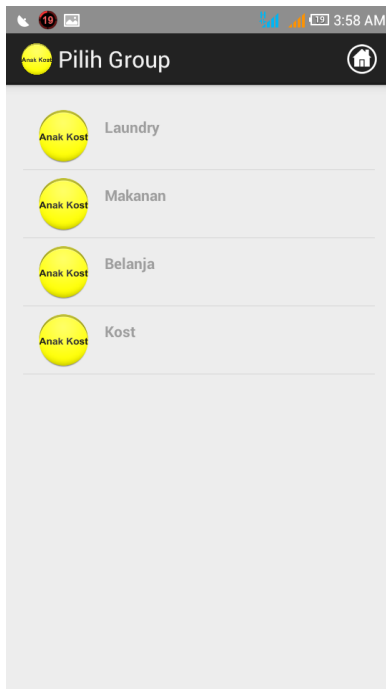 19 19 3:58 AM
Anak Kost Pilih Group
Anak Kost Laundry
Anak Kost Makanan
Anak Kost Belanja
Anak Kost Kost